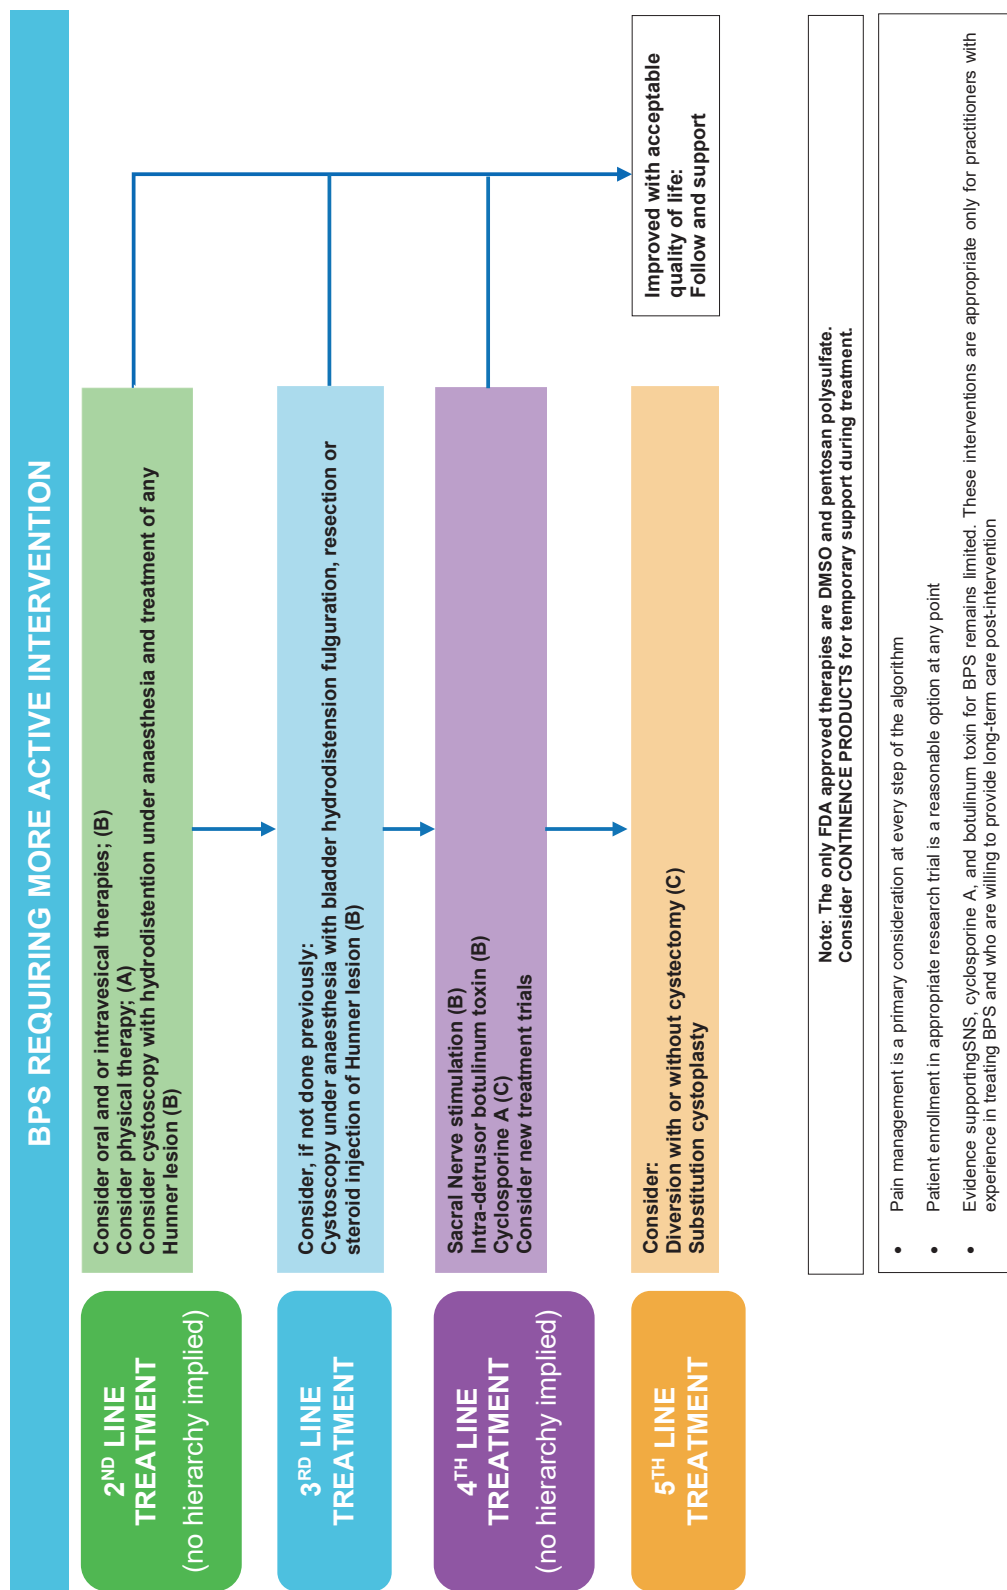 BPS REQUIRING MORE ACTIVE INTERVENTION
2ND LINE
TREATMENT
(no hierarchy implied)
Consider oral and or intravesical therapies; (B)
Consider physical therapy; (A)
Consider cystoscopy with hydrodistention under anaesthesia and treatment of any
Hunner lesion (B)
3RD LINE
TREATMENT
Consider, if not done previously:
Cystoscopy under anaesthesia with bladder hydrodistension fulguration, resection or
steroid injection of Hunner lesion (B)
4TH LINE
TREATMENT
(no hierarchy implied)
Sacral Nerve stimulation (B)
Intra-detrusor botulinum toxin (B)
Cyclosporine A (C)
Consider new treatment trials
5TH LINE
TREATMENT
Consider:
Diversion with or without cystectomy (C)
Substitution cystoplasty
Improved with acceptable
quality of life:
Follow and support
Note: The only FDA approved therapies are DMSO and pentosan polysulfate.
Consider CONTINENCE PRODUCTS for temporary support during treatment.
• Pain management is a primary consideration at every step of the algorithm
• Patient enrollment in appropriate research trial is a reasonable option at any point
• Evidence supportingSNS, cyclosporine A, and botulinum toxin for BPS remains limited. These interventions are appropriate only for practitioners with
experience in treating BPS and who are willing to provide long-term care post-intervention